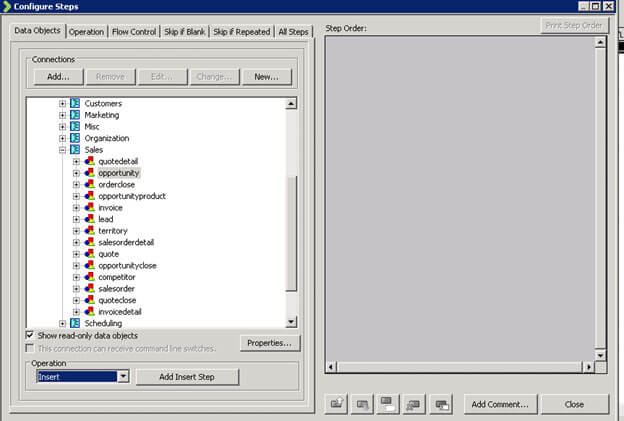 Configure Steps
Data Objects Operation Flow Control Skip if Blank Skip if Repeated All Steps
Step Order:
Print Step Order
Connections
Add... Remove Edit... Change... New...
Customers
Marketing
Misc
Organization
Sales
quotedetail
opportunity
orderclose
opportunityproduct
invoice
lead
territory
salesorderdetail
quote
opportunityclose
competitor
salesorder
quoteclose
invoicedetail
Scheduling
Show read-only data objects
This connection can receive command line switches.
Properties...
Operation
Insert
Add Insert Step
Add Comment...
Close